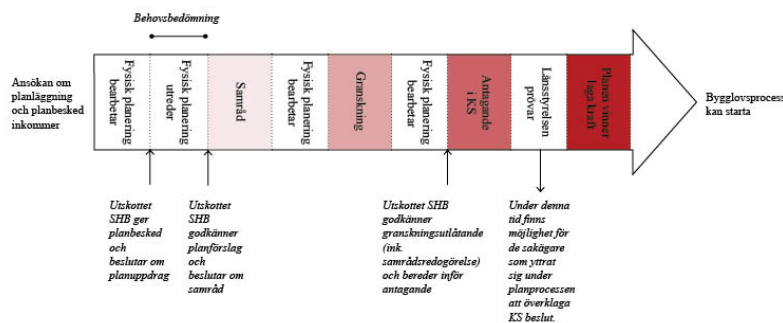 Behovsbedömning
Ansökan om
planläggning
och planbesked
inkommer
Fysisk planering
bearbetar
Fysisk planering
utreder
Samråd
Fysisk planering
bearbetar
Granskning
Fysisk planering
bearbetar
Antagande
i KS
Länsstyrelsen
prövar
Planen vinner
laga kraft
Bygglovsprocess
kan starta
Utskottet
SHB ger
planbesked
och
beslutar om
planuppdrag
Utskottet
SHB
godkänner
planförslag
och
beslutar om
samråd
Utskottet SHB
godkänner
granskningsutlåtande
(ink.
samrådsredogörelse)
och bereder inför
antagande
Under denna
tid finns
möjlighet för
de sakägare
som yttrat
sig under
planprocessen
att överklaga
KS beslut.